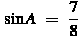 sinA = 7/8